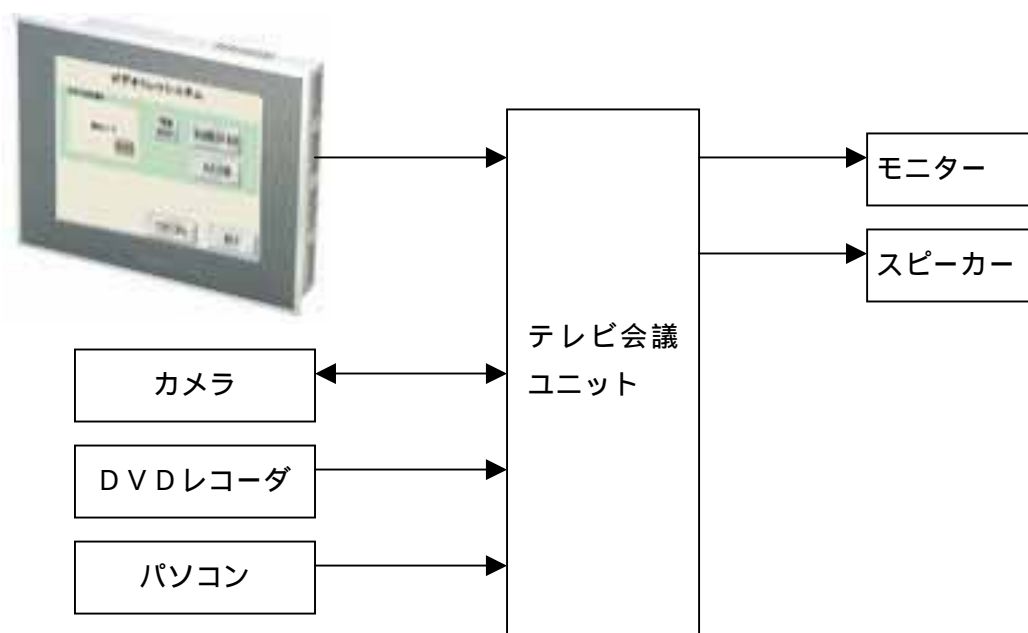 モニター
スピーカー
テレビ会議
ユニット
カメラ
ＤＶＤレコーダ
パソコン